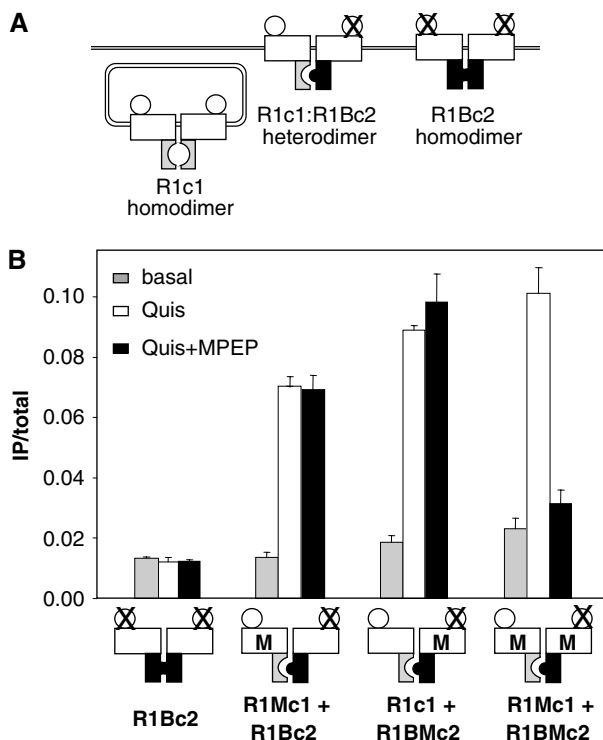 A
X
X
X
R1c1:R1Bc2
heterodimer
R1Bc2
homodimer
R1c1
homodimer
B
basal
Quis
Quis+MPEP
IP/total
0.10
0.08
0.06
0.04
0.02
0.00
X
X
X
X
X
M
M
M
M
R1Bc2
R1Mc1 +
R1Bc2
R1c1 +
R1BMc2
R1Mc1 +
R1BMc2